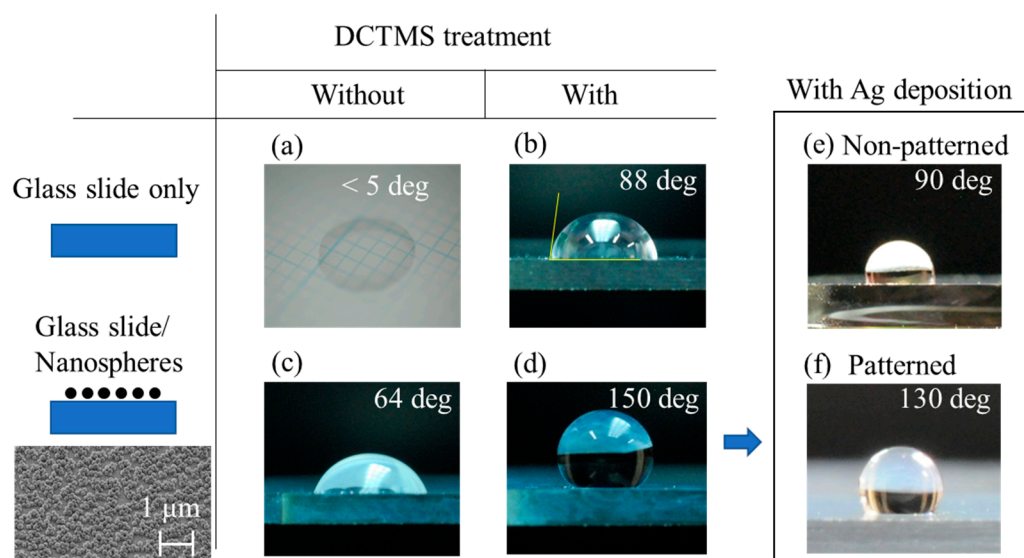 DCTMS treatment
Without
With
With Ag deposition
(a)
< 5 deg
(b)
88 deg
(e) Non-patterned
90 deg
Glass slide only
Glass slide/
Nanospheres
(c)
64 deg
(d)
150 deg
(f) Patterned
130 deg
1 μm